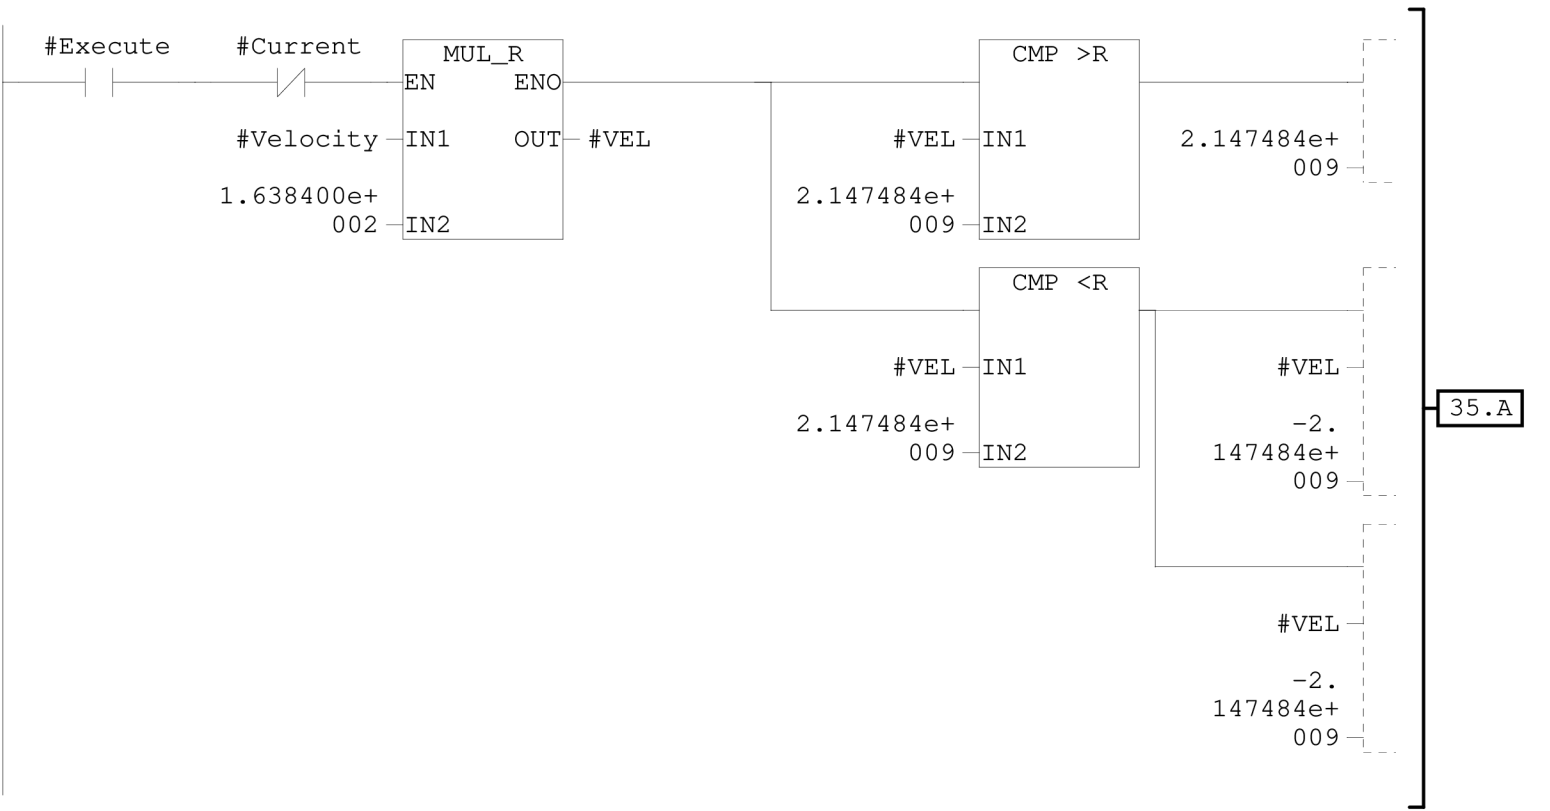 #Execute
#Current
MUL_R
EN
ENO
#Velocity
IN1
OUT
#VEL
1.638400e+
002
IN2
CMP >R
#VEL
IN1
2.147484e+
009
IN2
2.147484e+
009
CMP <R
#VEL
IN1
2.147484e+
009
IN2
#VEL
-2.
147484e+
009
#VEL
-2.
147484e+
009
35.A